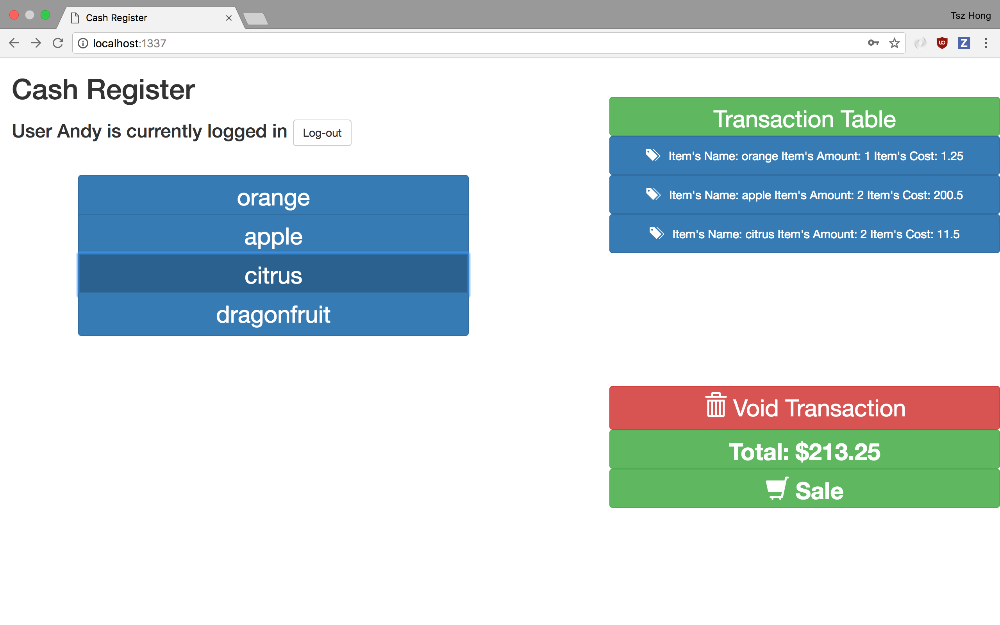 Cash Register
Tsz Hong
localhost:1337
Cash Register
User Andy is currently logged in Log-out
orange
apple
citrus
dragonfruit
Transaction Table
Item's Name: orange Item's Amount: 1 Item's Cost: 1.25
Item's Name: apple Item's Amount: 2 Item's Cost: 200.5
Item's Name: citrus Item's Amount: 2 Item's Cost: 11.5
Void Transaction
Total: $213.25
Sale